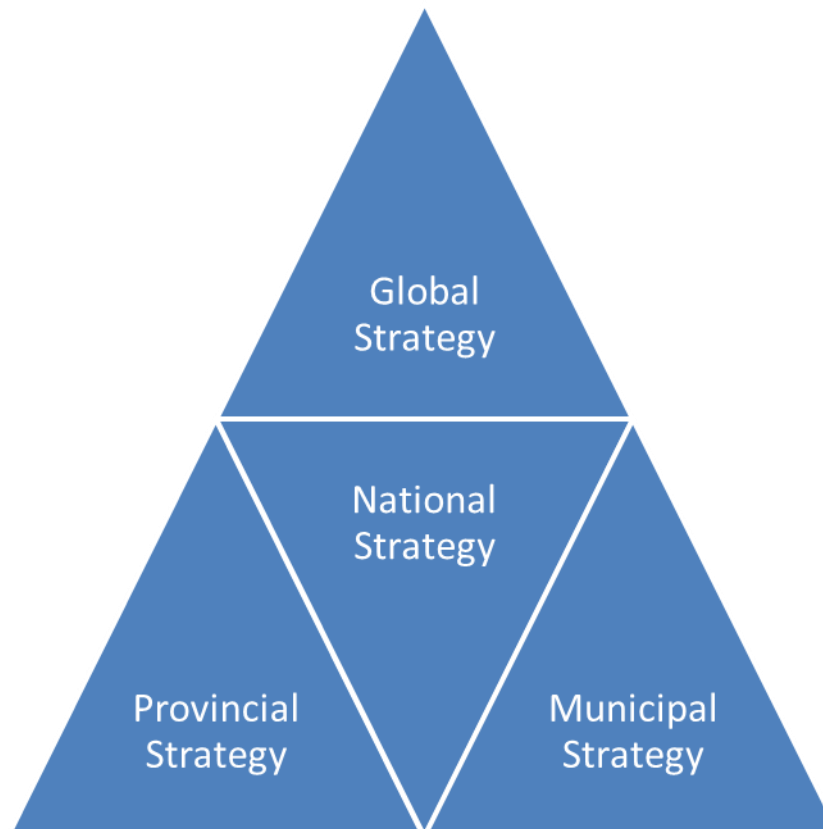 Global
Strategy
National
Strategy
Provincial
Strategy
Municipal
Strategy